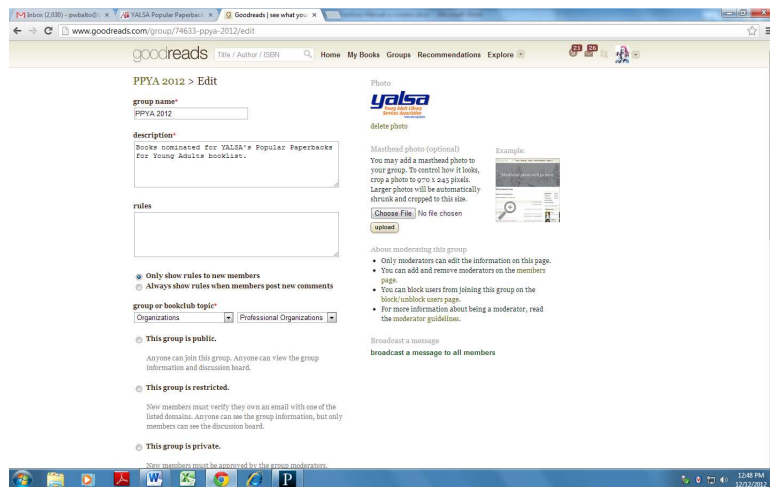 Inbox (2,030) - pwbalto@
YALSA Popular Paperbac
Goodreads | see what you
www.goodreads.com/group/74633-ppya-2012/edit
goodreads Title / Author / ISBN Home My Books Groups Recommendations Explore 21 26
PPYA 2012 > Edit
group name*
PPYA 2012
description*
Books nominated for YALSA's Popular Paperbacks
for Young Adults booklist.
rules
Only show rules to new members
Always show rules when members post new comments
group or bookclub topic*
Organizations Professional Organizations
This group is public.
Anyone can join this group. Anyone can view the group
information and discussion board.
This group is restricted.
New members must verify they own an email with one of the
listed domains. Anyone can see the group information, but only
members can see the discussion board.
This group is private.
New members must be approved by the group moderators.
Photo
yalsa
Young Adult Library
Services Association
delete photo
Masthead photo (optional)
You may add a masthead photo to
your group. To control how it looks,
crop a photo to 970 x 245 pixels.
Larger photos will be automatically
shrunk and cropped to this size.
Choose File No file chosen
upload
Example:
Masthead photo will go here
About moderating this group
• Only moderators can edit the information on this page.
• You can add and remove moderators on the members
page.
• You can block users from joining this group on the
block/unblock users page.
• For more information about being a moderator, read
the moderator guidelines.
Broadcast a message
broadcast a message to all members
12:48 PM
12/12/2012